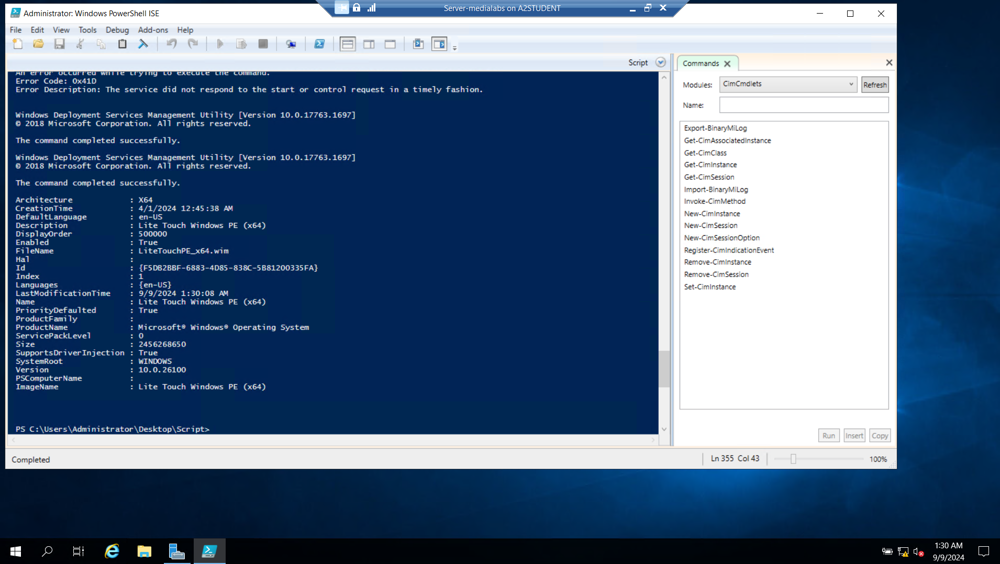 Server-medialabs on A2STUDENT
Administrator: Windows PowerShell ISE
File Edit View Tools Debug Add-ons Help
Script
An error occurred while trying to execute the command.
Error Code: 0x41D
Error Description: The service did not respond to the start or control request in a timely fashion.
Windows Deployment Services Management Utility [Version 10.0.17763.1697]
© 2018 Microsoft Corporation. All rights reserved.
The command completed successfully.
Windows Deployment Services Management Utility [Version 10.0.17763.1697]
© 2018 Microsoft Corporation. All rights reserved.
The command completed successfully.
Architecture : X64
CreationTime : 4/1/2024 12:45:38 AM
DefaultLanguage : en-US
Description : Lite Touch Windows PE (x64)
DisplayOrder : 500000
Enabled : True
FileName : LiteTouchPE_x64.wim
Hal :
Id : {F5DB2BBF-6883-4D85-838C-5B81200335FA}
Index : 1
Languages : {en-US}
LastModificationTime : 9/9/2024 1:30:08 AM
Name : Lite Touch Windows PE (x64)
PriorityDefaulted : True
ProductFamily :
ProductName : Microsoft® Windows® Operating System
ServicePackLevel : 0
Size : 2456268650
SupportsDriverInjection : True
SystemRoot : WINDOWS
Version : 10.0.26100
PSComputerName :
ImageName : Lite Touch Windows PE (x64)
PS C:\Users\Administrator\Desktop\Script>
Commands
Modules: CimCmdlets Refresh
Name:
Export-BinaryMiLog
Get-CimAssociatedInstance
Get-CimClass
Get-CimInstance
Get-CimSession
Import-BinaryMiLog
Invoke-CimMethod
New-CimInstance
New-CimSession
New-CimSessionOption
Register-CimIndicationEvent
Remove-CimInstance
Remove-CimSession
Set-CimInstance
Run Insert Copy
Completed
Ln 355 Col 43
100%
1:30 AM
9/9/2024